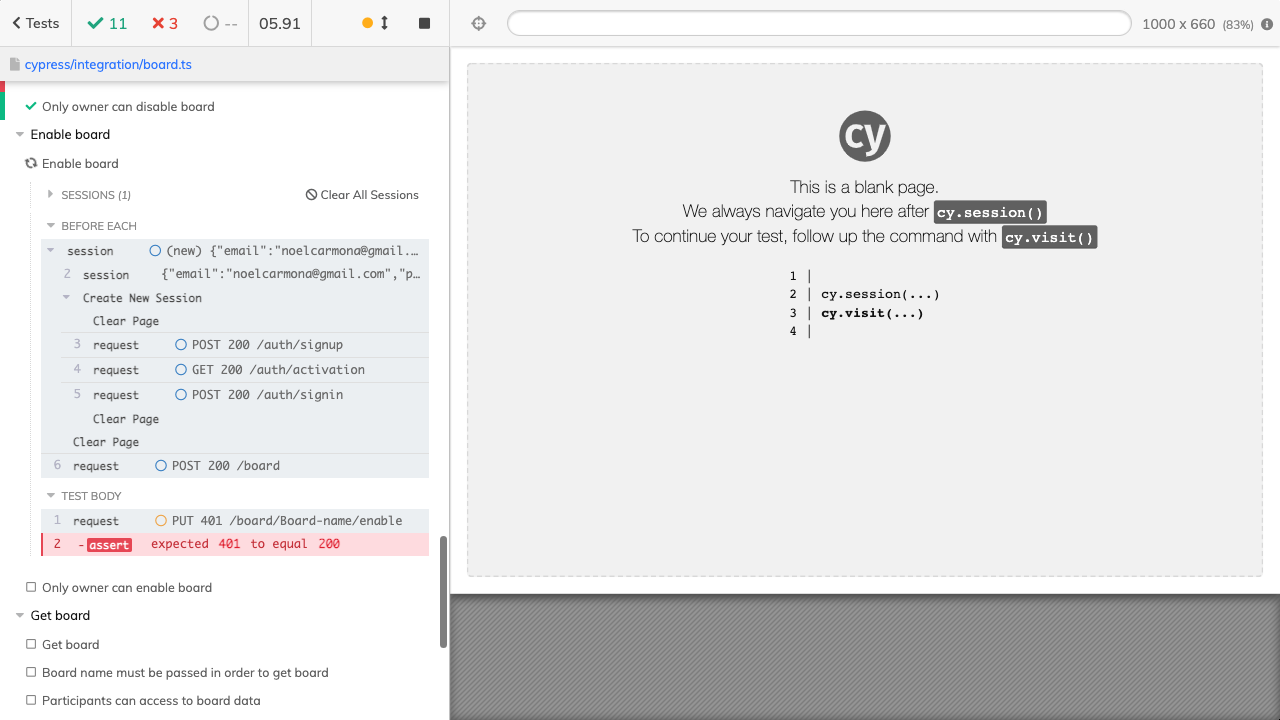 Tests
11
3
--
05.91
1000 x 660 (83%)
cypress/integration/board.ts
Only owner can disable board
Enable board
Enable board
SESSIONS (1)
Clear All Sessions
BEFORE EACH
session (new) {"email":"noelcarmona@gmail...
2 session {"email":"noelcarmona@gmail.com","p...
Create New Session
Clear Page
3 request POST 200 /auth/signup
4 request GET 200 /auth/activation
5 request POST 200 /auth/signin
Clear Page
Clear Page
6 request POST 200 /board
TEST BODY
1 request PUT 401 /board/Board-name/enable
2 -assert expected 401 to equal 200
Only owner can enable board
Get board
Get board
Board name must be passed in order to get board
Participants can access to board data
cy
This is a blank page.
We always navigate you here after cy.session()
To continue your test, follow up the command with cy.visit()
1 |
2 | cy.session(...)
3 | cy.visit(...)
4 |